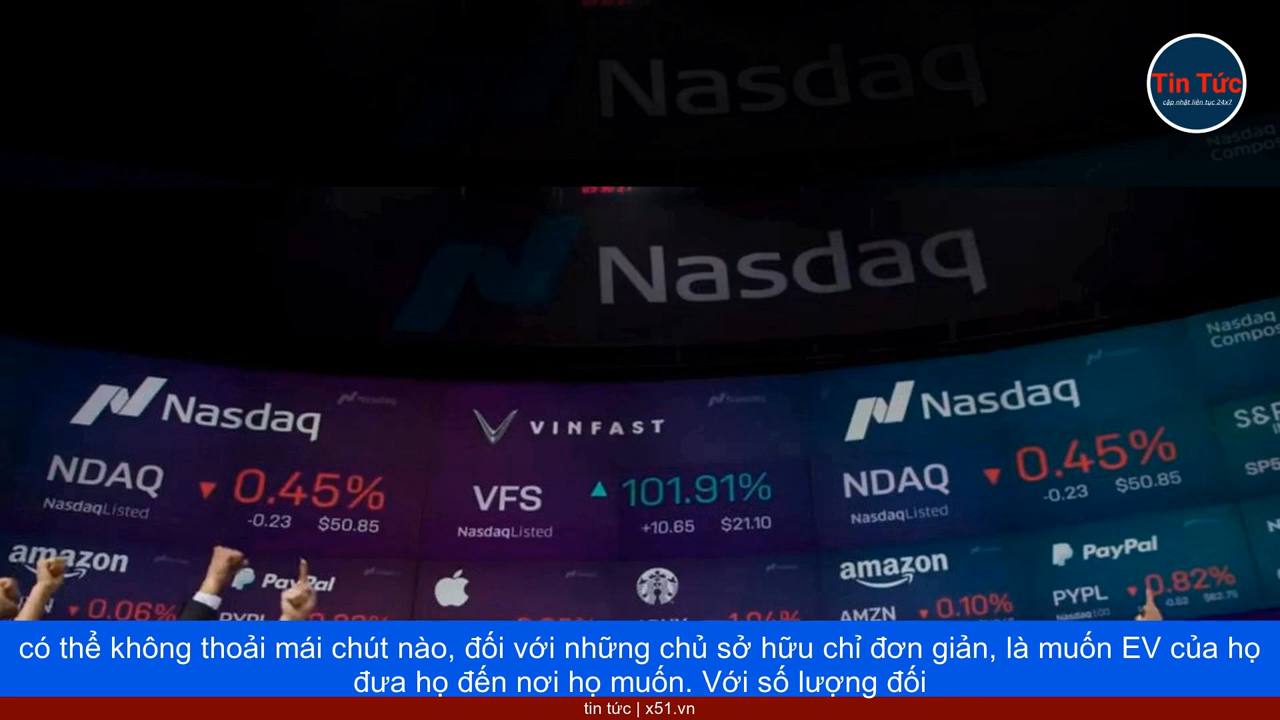 Nasdaq
Tin Tức
cập nhật liên tục 24x7
Nasdaq
Compos
Nasdaq
Nasdaq
Compos
Nasdaq
NDAQ ▼ 0.45%
NasdaqListed -0.23 $50.85
VINFAST
VFS ▲ 101.91%
NasdaqListed +10.65 $21.10
Nasdaq
NDAQ ▼ 0.45%
NasdaqListed -0.23 $50.85
S&P
SP5
amazon
▼ 0.06%
PayPal
amazon
AMZN ▼ 0.10%
PayPal
PYPL ▼ 0.82%
Nasdaq100
có thể không thoải mái chút nào, đối với những chủ sở hữu chỉ đơn giản, là muốn EV của họ
đưa họ đến nơi họ muốn. Với số lượng đối
tin tức | x51.vn